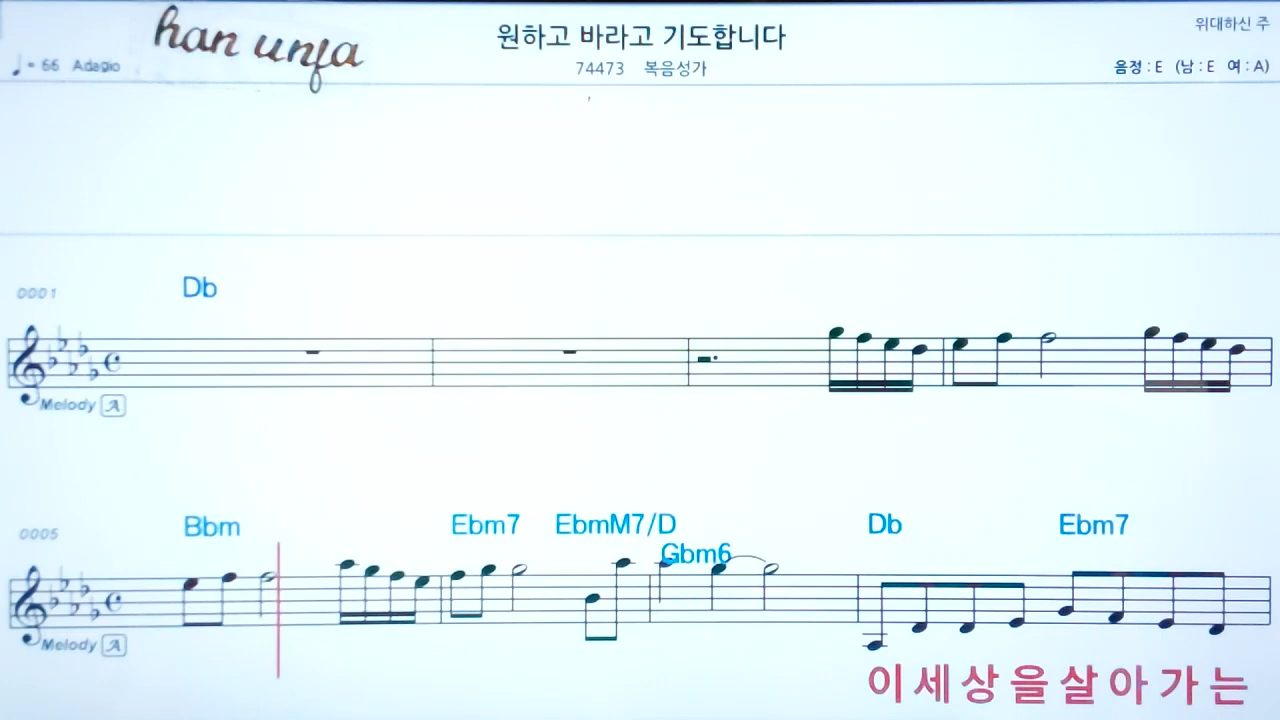 han unja
원하고 바라고 기도합니다
위대하신 주
♩= 66 Adagio
74473 복음성가
음정 : E (남 : E 여 : A)
0001
Db
Melody A
0005
Bbm Ebm7 EbmM7/D Gbm6 Db Ebm7
Melody A
이세상을살아가는